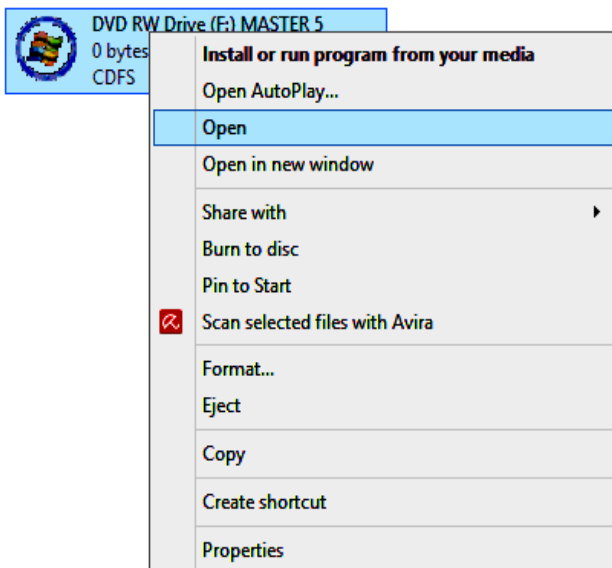 DVD RW Drive (F:) MASTER 5
0 bytes
CDFS
Install or run program from your media
Open AutoPlay...
Open
Open in new window
Share with
Burn to disc
Pin to Start
Scan selected files with Avira
Format...
Eject
Copy
Create shortcut
Properties